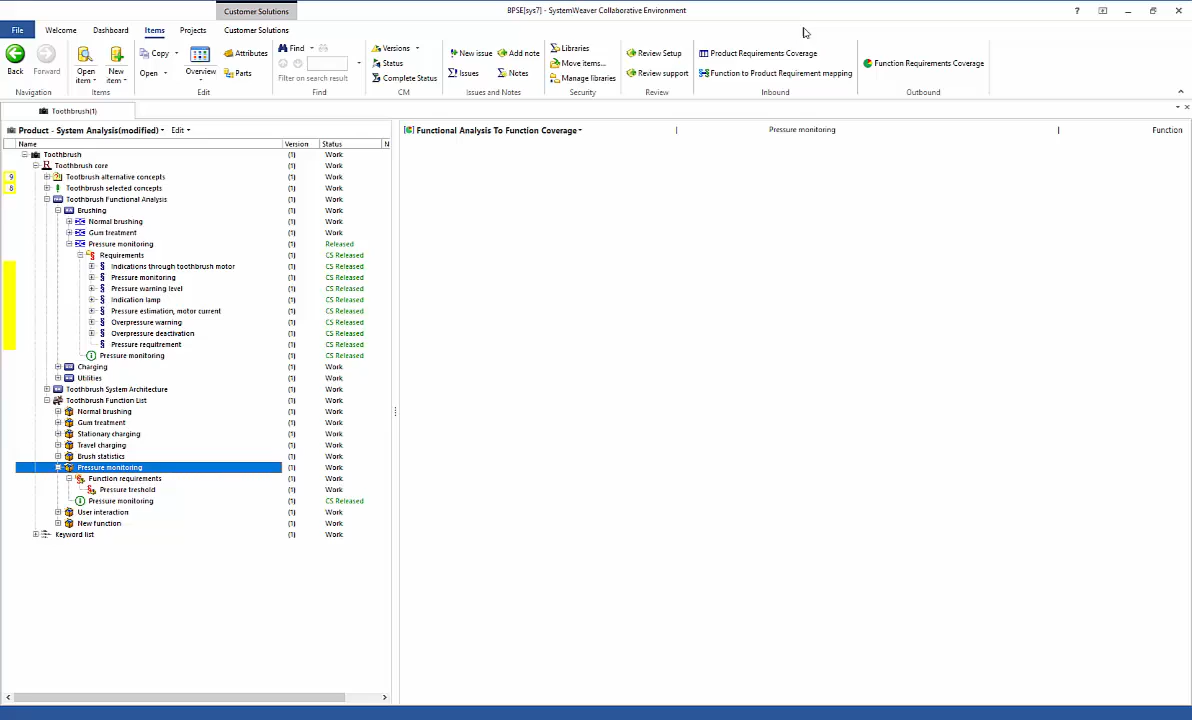 Customer Solutions
BPSE[sys7] - SystemWeaver Collaborative Environment
File Welcome Dashboard Items Projects Customer Solutions
Back
Forward
Navigation
Open item
New item
Items
Copy
Open
Overview
Attributes
Parts
Edit
Find
Filter on search result
Find
Versions
Status
Complete Status
CM
New issue
Add note
Issues
Notes
Issues and Notes
Libraries
Move items...
Manage libraries
Security
Review Setup
Review support
Review
Product Requirements Coverage
Function to Product Requirement mapping
Inbound
Function Requirements Coverage
Outbound
Toothbrush(1)
Product - System Analysis(modified) Edit
Name Version Status N
Toothbrush (1) Work
Toothbrush core (1) Work
9 Tootbrush alternative concepts (1) Work
8 Toothbrush selected concepts (1) Work
Toothbrush Functional Analysis (1) Work
Brushing (1) Work
Normal brushing (1) Work
Gum treatment (1) Work
Pressure monitoring (1) Released
Requirements (1) CS Released
Indications through toothbrush motor (1) CS Released
Pressure monitoring (1) CS Released
Pressure warning level (1) CS Released
Indication lamp (1) CS Released
Pressure estimation, motor current (1) CS Released
Overpressure warning (1) CS Released
Overpressure deactivation (1) CS Released
Pressure requitrement (1) CS Released
Pressure monitoring (1) CS Released
Charging (1) Work
Utilities (1) Work
Toothbrush System Architecture (1) Work
Toothbrush Function List (1) Work
Normal brushing (1) Work
Gum treatment (1) Work
Stationary charging (1) Work
Travel charging (1) Work
Brush statistics (1) Work
Pressure monitoring (1) Work
Function requirements (1) Work
Pressure treshold (1) Work
Pressure monitoring (1) CS Released
User interaction (1) Work
New function (1) Work
Keyword list (1) Work
Functional Analysis To Function Coverage | Pressure monitoring | Function